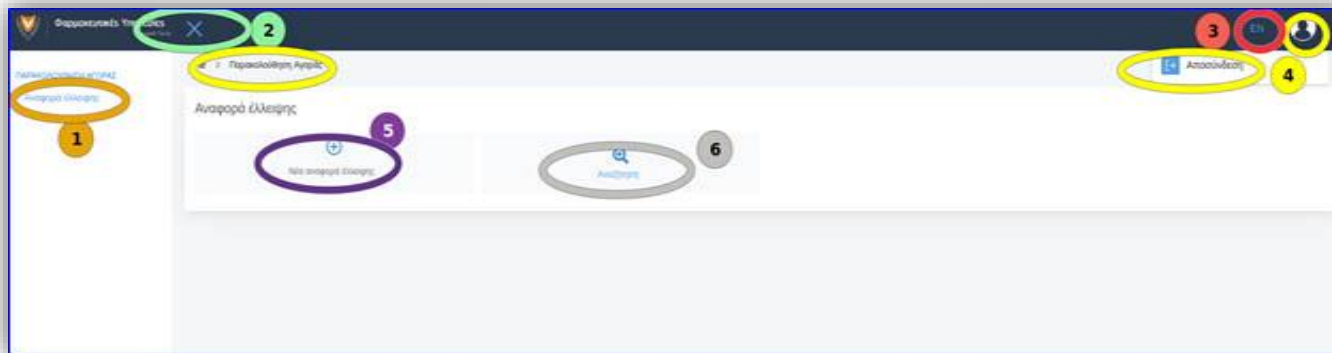 Φαρμακευτικές Υπηρεσίες
2
3
EN
ΠΑΡΑΚΟΛΟΥΘΗΣΗ ΑΓΟΡΑΣ
> Παρακολούθηση Αγοράς
Αποσύνδεση
4
Αναφορά έλλειψης
1
Αναφορά έλλειψης
5
6
Νέα αναφορά έλλειψης
Αναζήτηση